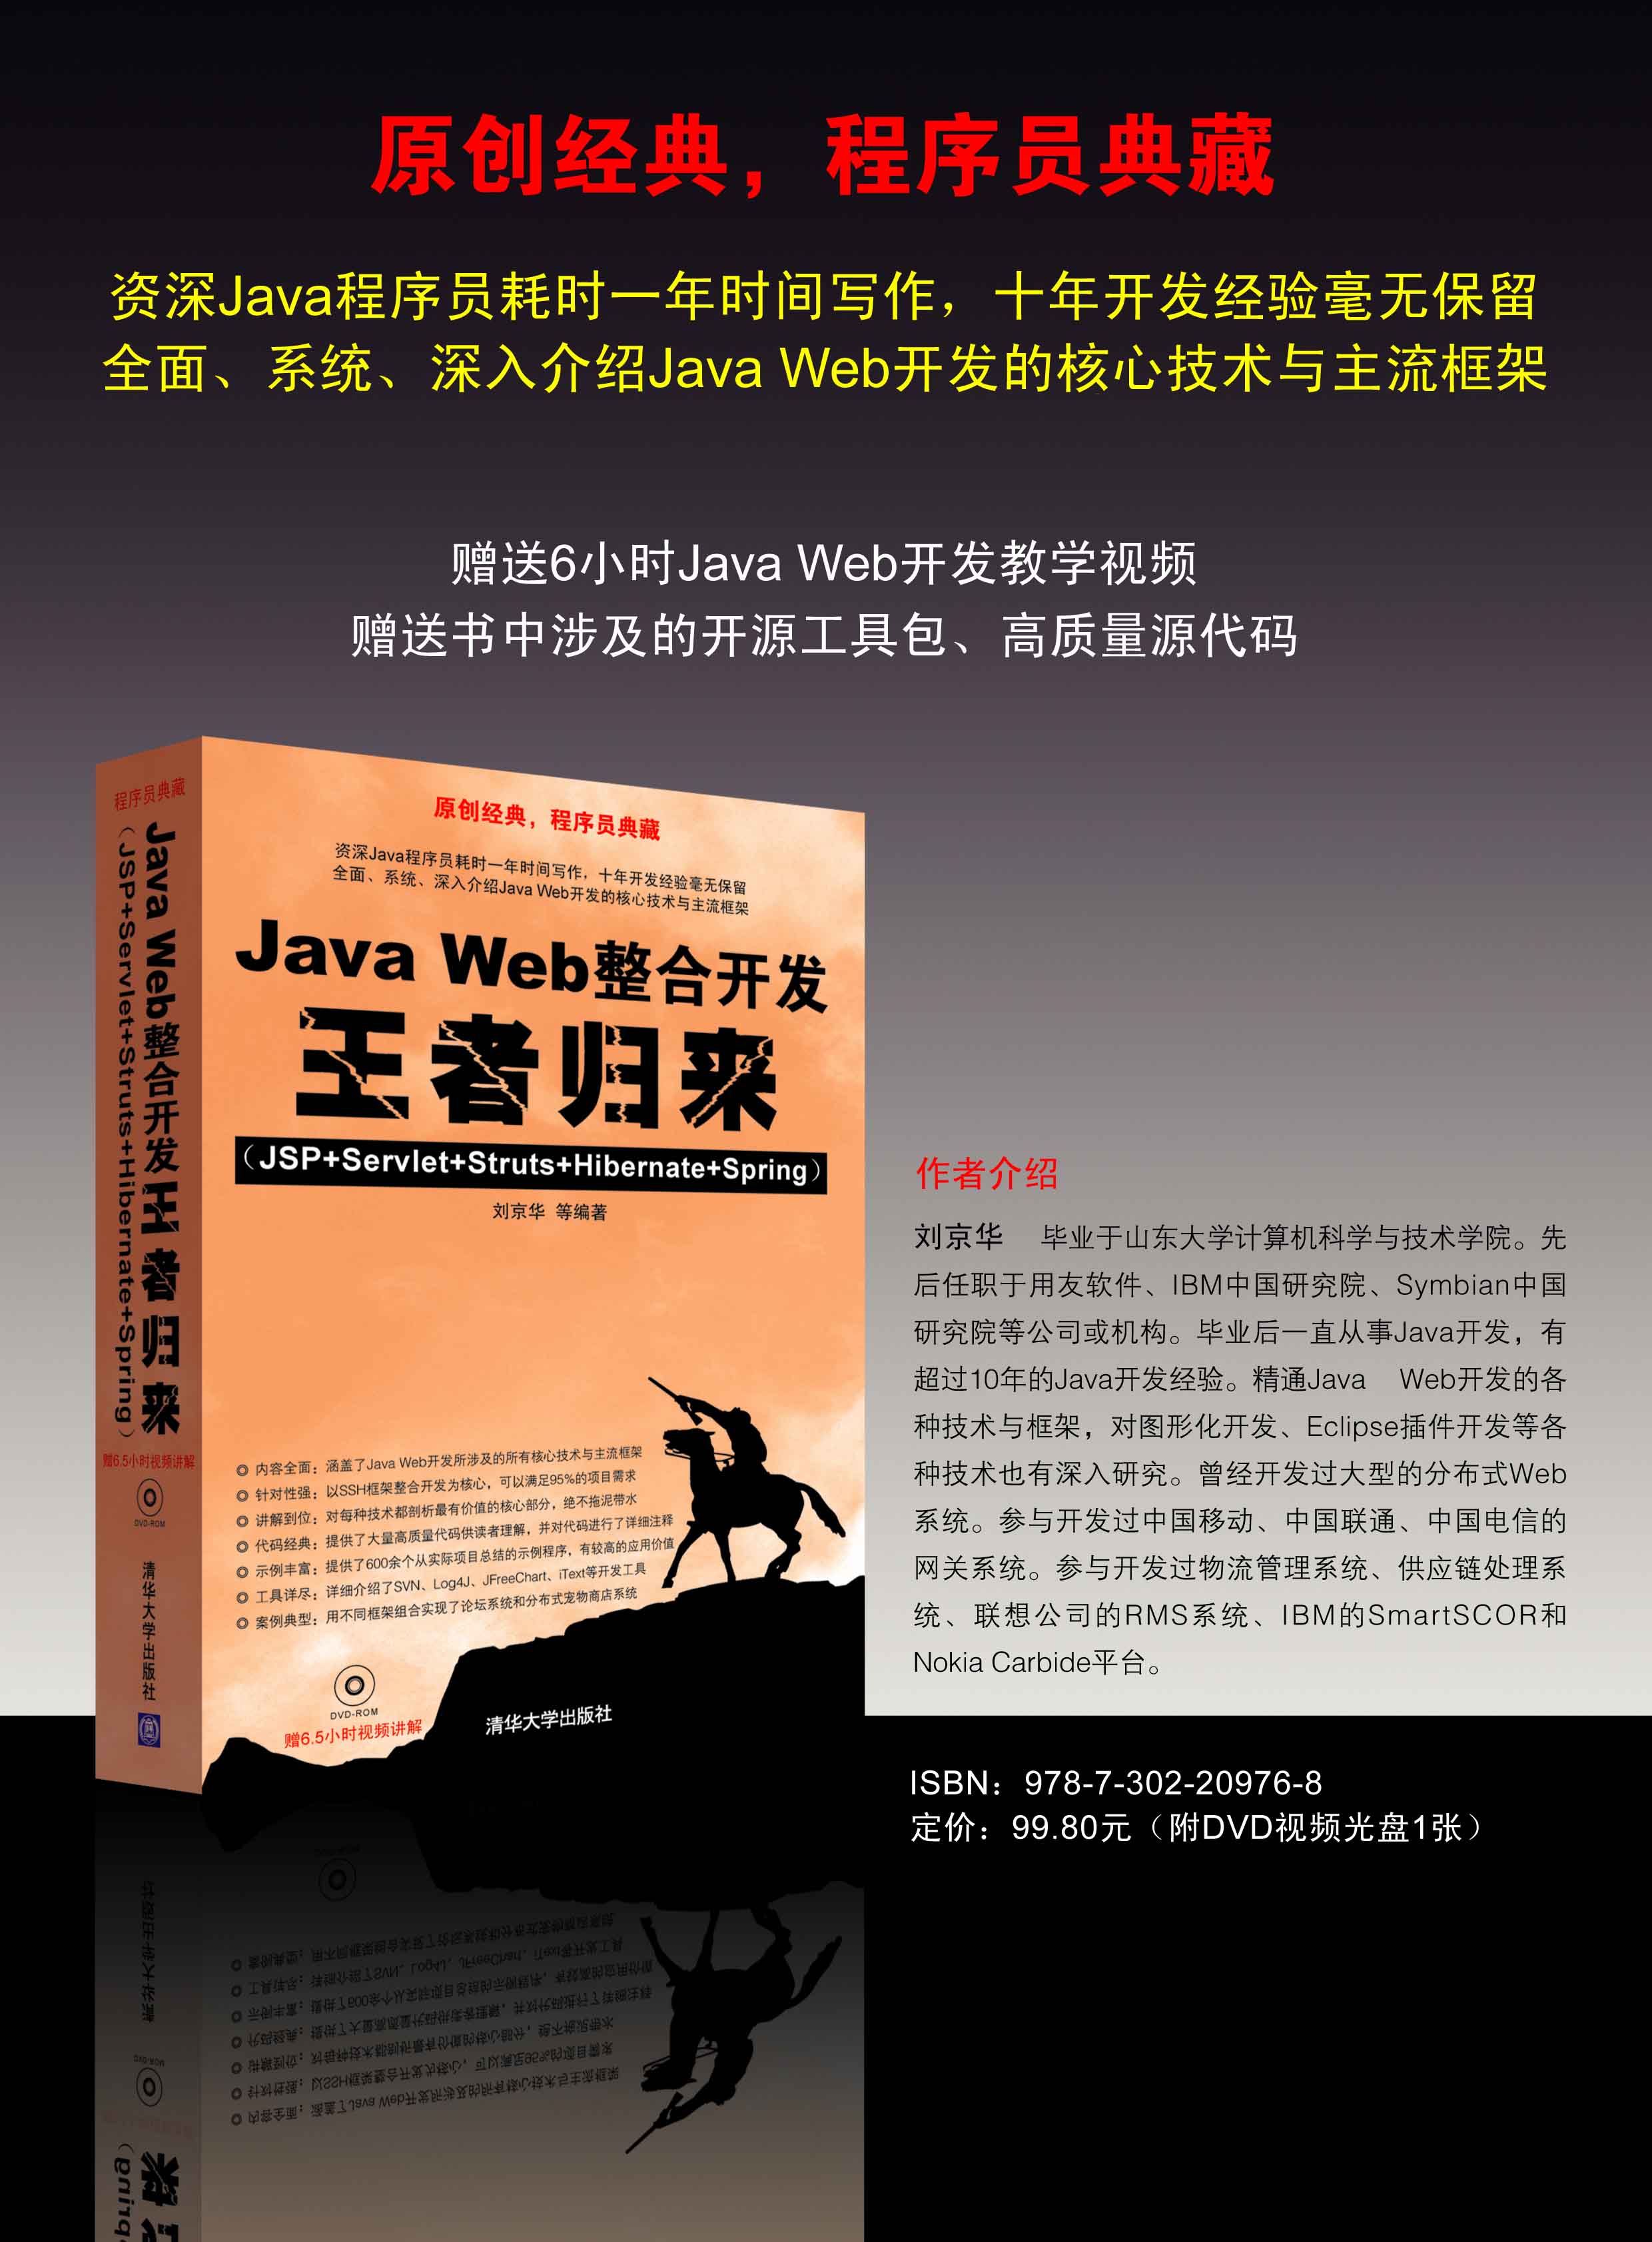 原创经典，程序员典藏
资深Java程序员耗时一年时间写作，十年开发经验毫无保留
全面、系统、深入介绍Java Web开发的核心技术与主流框架
赠送6小时Java Web开发教学视频
赠送书中涉及的开源工具包、高质量源代码
程序员典藏
Java Web整合开发王者归来
（JSP+Servlet+Struts+Hibernate+Spring）
赠6.5小时视频讲解
DVD-ROM
清华大学出版社
原创经典，程序员典藏
资深Java程序员耗时一年时间写作，十年开发经验毫无保留
全面、系统、深入介绍Java Web开发的核心技术与主流框架
Java Web整合开发
王者归来
（JSP+Servlet+Struts+Hibernate+Spring）
刘京华 等编著
◎ 内容全面：涵盖了Java Web开发所涉及的所有核心技术与主流框架
◎ 针对性强：以SSH框架整合开发为核心，可以满足95%的项目需求
◎ 讲解到位：对每种技术都剖析最有价值的核心部分，绝不拖泥带水
◎ 代码经典：提供了大量高质量代码供读者理解，并对代码进行了详细注释
◎ 示例丰富：提供了600余个从实际项目总结的示例程序，有较高的应用价值
◎ 工具详尽：详细介绍了SVN、Log4J、JFreeChart、iText等开发工具
◎ 案例典型：用不同框架组合实现了论坛系统和分布式宠物商店系统
DVD-ROM
赠6.5小时视频讲解
清华大学出版社
作者介绍
刘京华 毕业于山东大学计算机科学与技术学院。先
后任职于用友软件、IBM中国研究院、Symbian中国
研究院等公司或机构。毕业后一直从事Java开发，有
超过10年的Java开发经验。精通Java Web开发的各
种技术与框架，对图形化开发、Eclipse插件开发等各
种技术也有深入研究。曾经开发过大型的分布式Web
系统。参与开发过中国移动、中国联通、中国电信的
网关系统。参与开发过物流管理系统、供应链处理系
统、联想公司的RMS系统、IBM的SmartSCOR和
Nokia Carbide平台。
ISBN：978-7-302-20976-8
定价：99.80元（附DVD视频光盘1张）